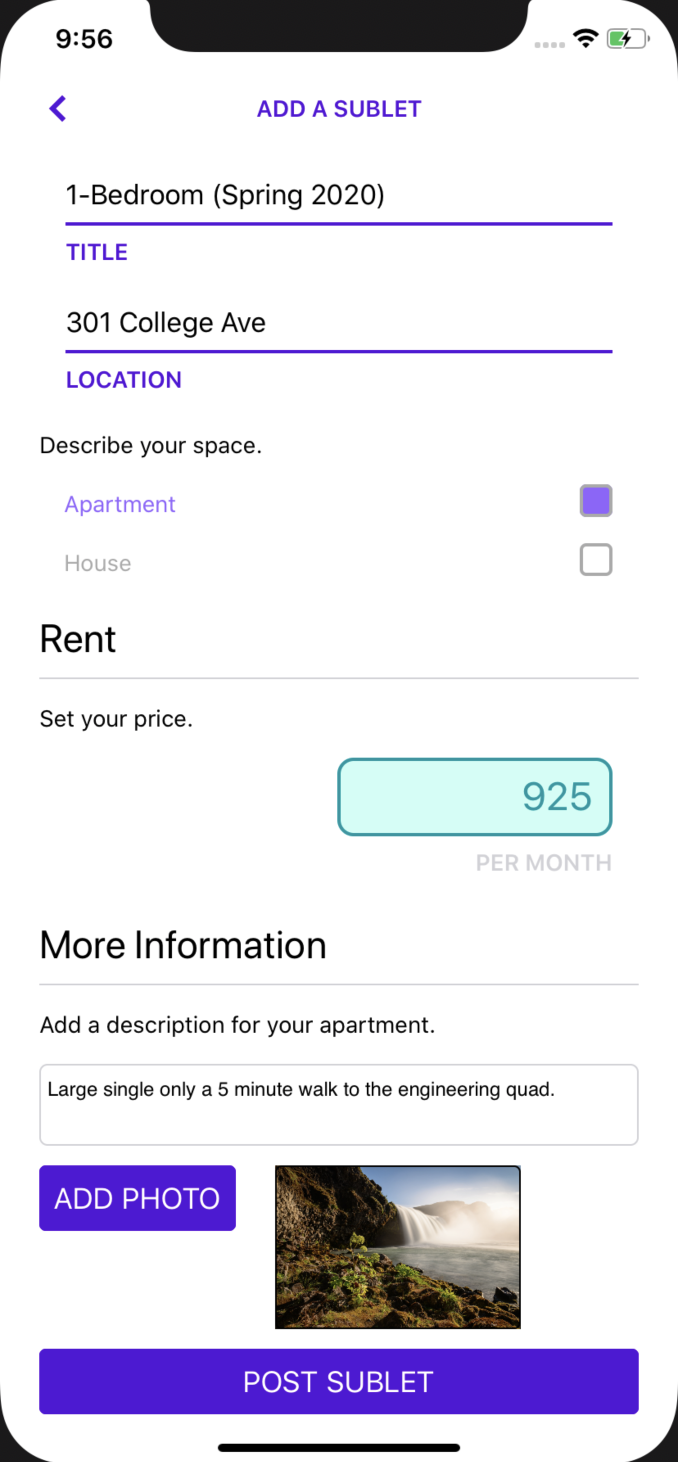 9:56
ADD A SUBLET
1-Bedroom (Spring 2020)
TITLE
301 College Ave
LOCATION
Describe your space.
Apartment
House
Rent
Set your price.
925
PER MONTH
More Information
Add a description for your apartment.
Large single only a 5 minute walk to the engineering quad.
ADD PHOTO
POST SUBLET